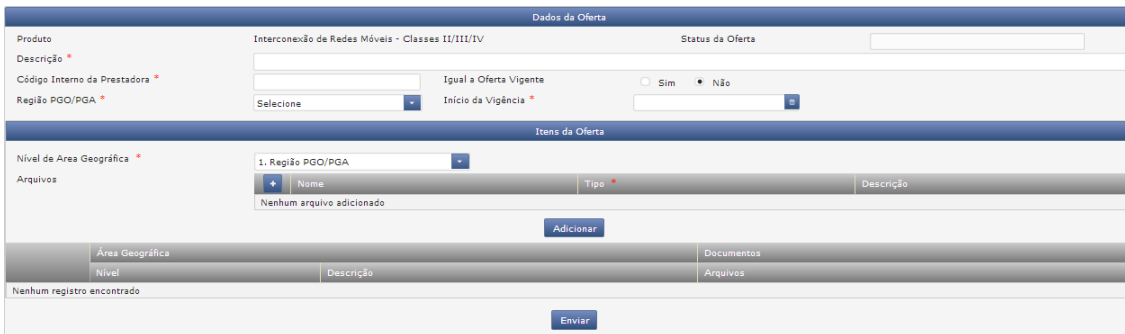 Dados da Oferta
Produto Interconexão de Redes Móveis - Classes II/III/IV Status da Oferta
Descrição *
Código Interno da Prestadora * Igual a Oferta Vigente Sim Não
Região PGO/PGA * Selecione Início da Vigência *
Itens da Oferta
Nível de Area Geográfica * 1. Região PGO/PGA
Arquivos + Nome Tipo * Descrição
Nenhum arquivo adicionado
Adicionar
Área Geográfica Documentos
Nível Descrição Arquivos
Nenhum registro encontrado
Enviar